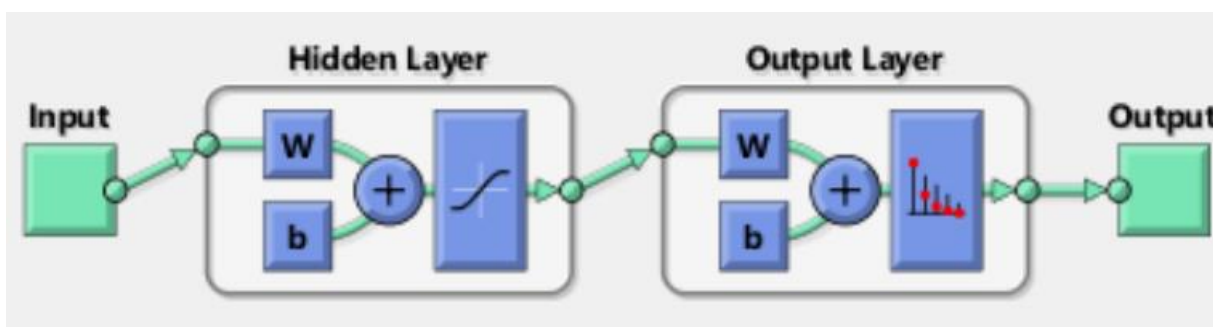 Hidden Layer
Output Layer
Input
Output
W
W
b
b